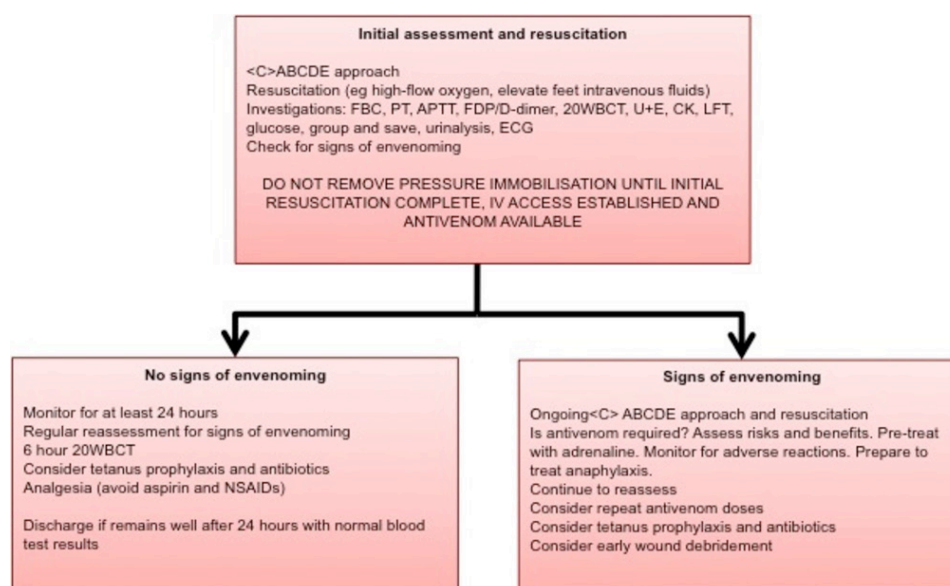 Initial assessment and resuscitation
<C>ABCDE approach
Resuscitation (eg high-flow oxygen, elevate feet intravenous fluids)
Investigations: FBC, PT, APTT, FDP/D-dimer, 20WBCT, U+E, CK, LFT,
glucose, group and save, urinalysis, ECG
Check for signs of envenoming
DO NOT REMOVE PRESSURE IMMOBILISATION UNTIL INITIAL
RESUSCITATION COMPLETE, IV ACCESS ESTABLISHED AND
ANTIVENOM AVAILABLE
No signs of envenoming
Monitor for at least 24 hours
Regular reassessment for signs of envenoming
6 hour 20WBCT
Consider tetanus prophylaxis and antibiotics
Analgesia (avoid aspirin and NSAIDs)
Discharge if remains well after 24 hours with normal blood
test results
Signs of envenoming
Ongoing<C> ABCDE approach and resuscitation
Is antivenom required? Assess risks and benefits. Pre-treat
with adrenaline. Monitor for adverse reactions. Prepare to
treat anaphylaxis.
Continue to reassess
Consider repeat antivenom doses
Consider tetanus prophylaxis and antibiotics
Consider early wound debridement